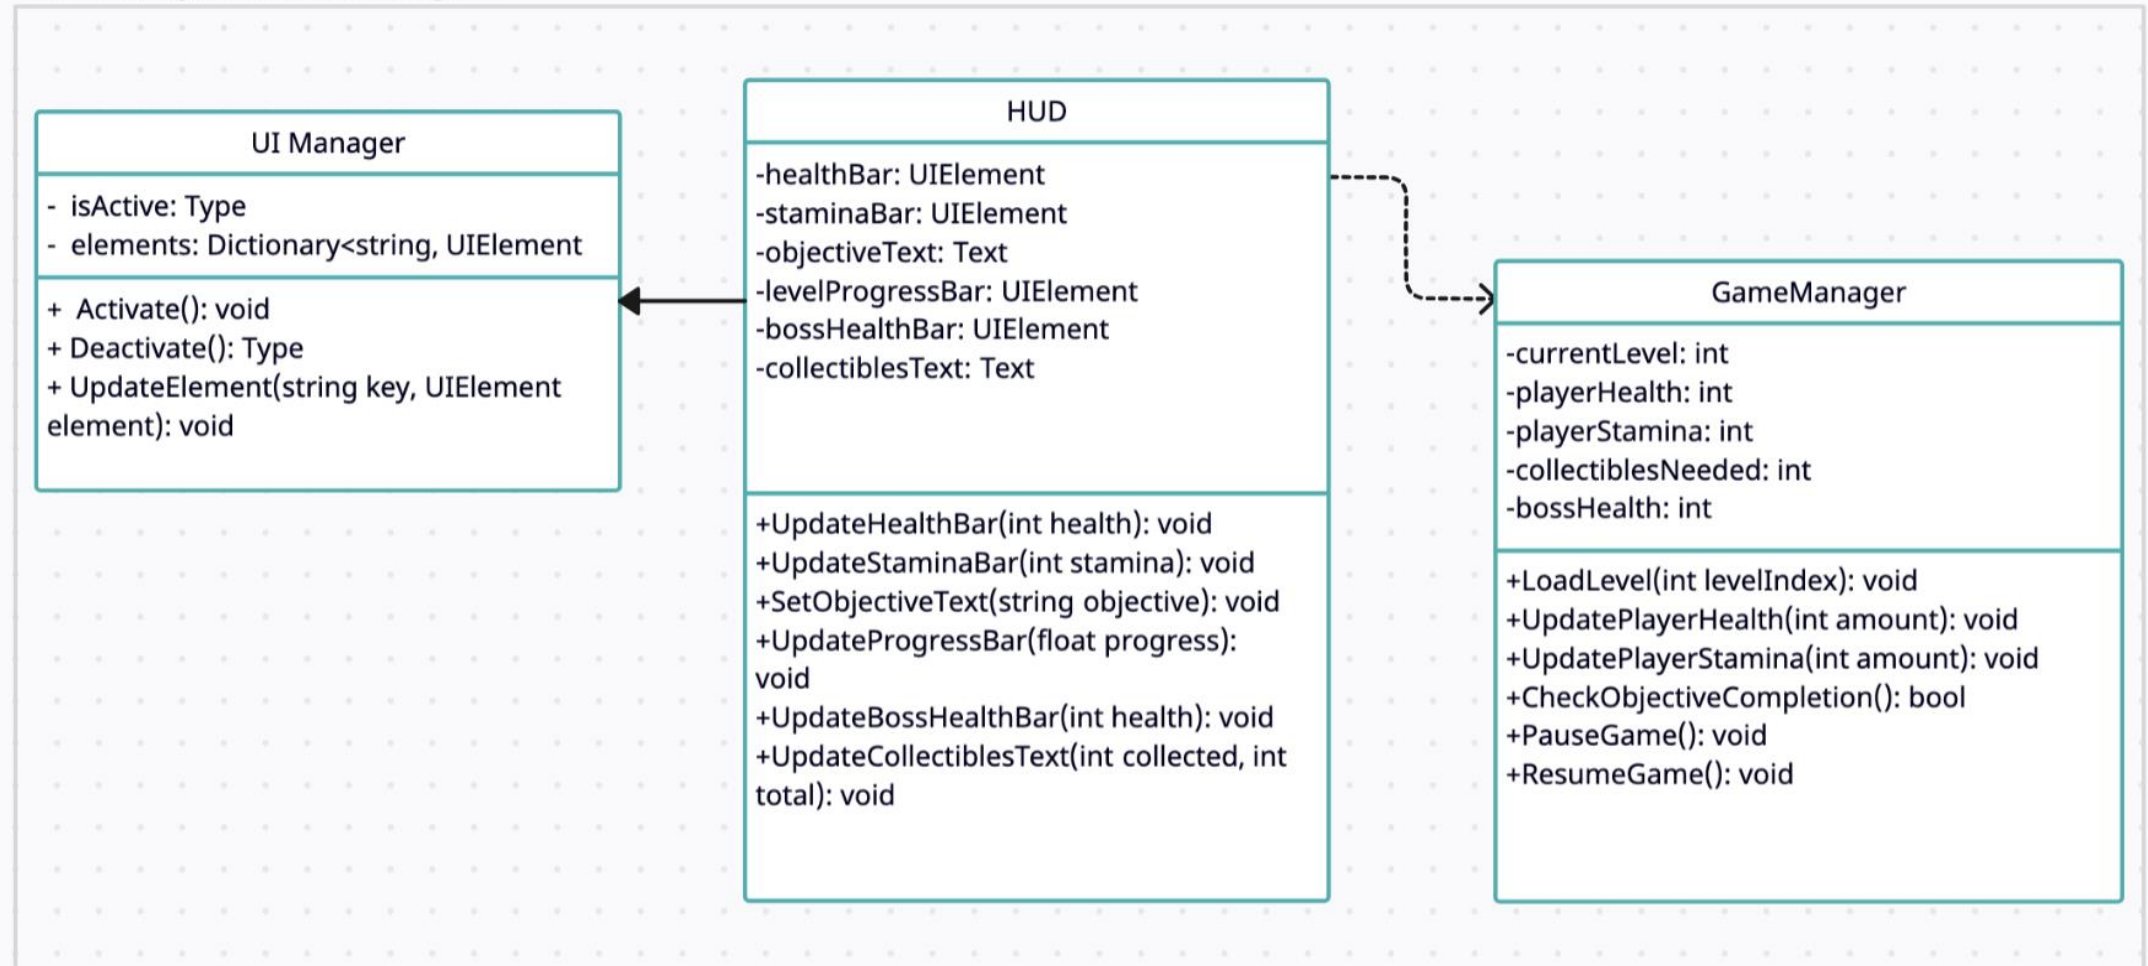 UI Manager
-  isActive: Type
-  elements: Dictionary<string, UIElement
+  Activate(): void
+ Deactivate(): Type
+ UpdateElement(string key, UIElement
element): void
HUD
-healthBar: UIElement
-staminaBar: UIElement
-objectiveText: Text
-levelProgressBar: UIElement
-bossHealthBar: UIElement
-collectiblesText: Text
+UpdateHealthBar(int health): void
+UpdateStaminaBar(int stamina): void
+SetObjectiveText(string objective): void
+UpdateProgressBar(float progress):
void
+UpdateBossHealthBar(int health): void
+UpdateCollectiblesText(int collected, int
total): void
GameManager
-currentLevel: int
-playerHealth: int
-playerStamina: int
-collectiblesNeeded: int
-bossHealth: int
+LoadLevel(int levelIndex): void
+UpdatePlayerHealth(int amount): void
+UpdatePlayerStamina(int amount): void
+CheckObjectiveCompletion(): bool
+PauseGame(): void
+ResumeGame(): void